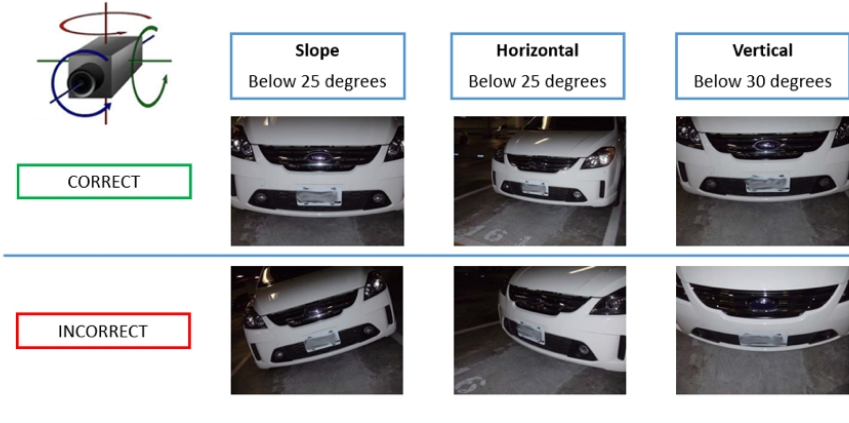 Slope
Below 25 degrees
Horizontal
Below 25 degrees
Vertical
Below 30 degrees
CORRECT
INCORRECT